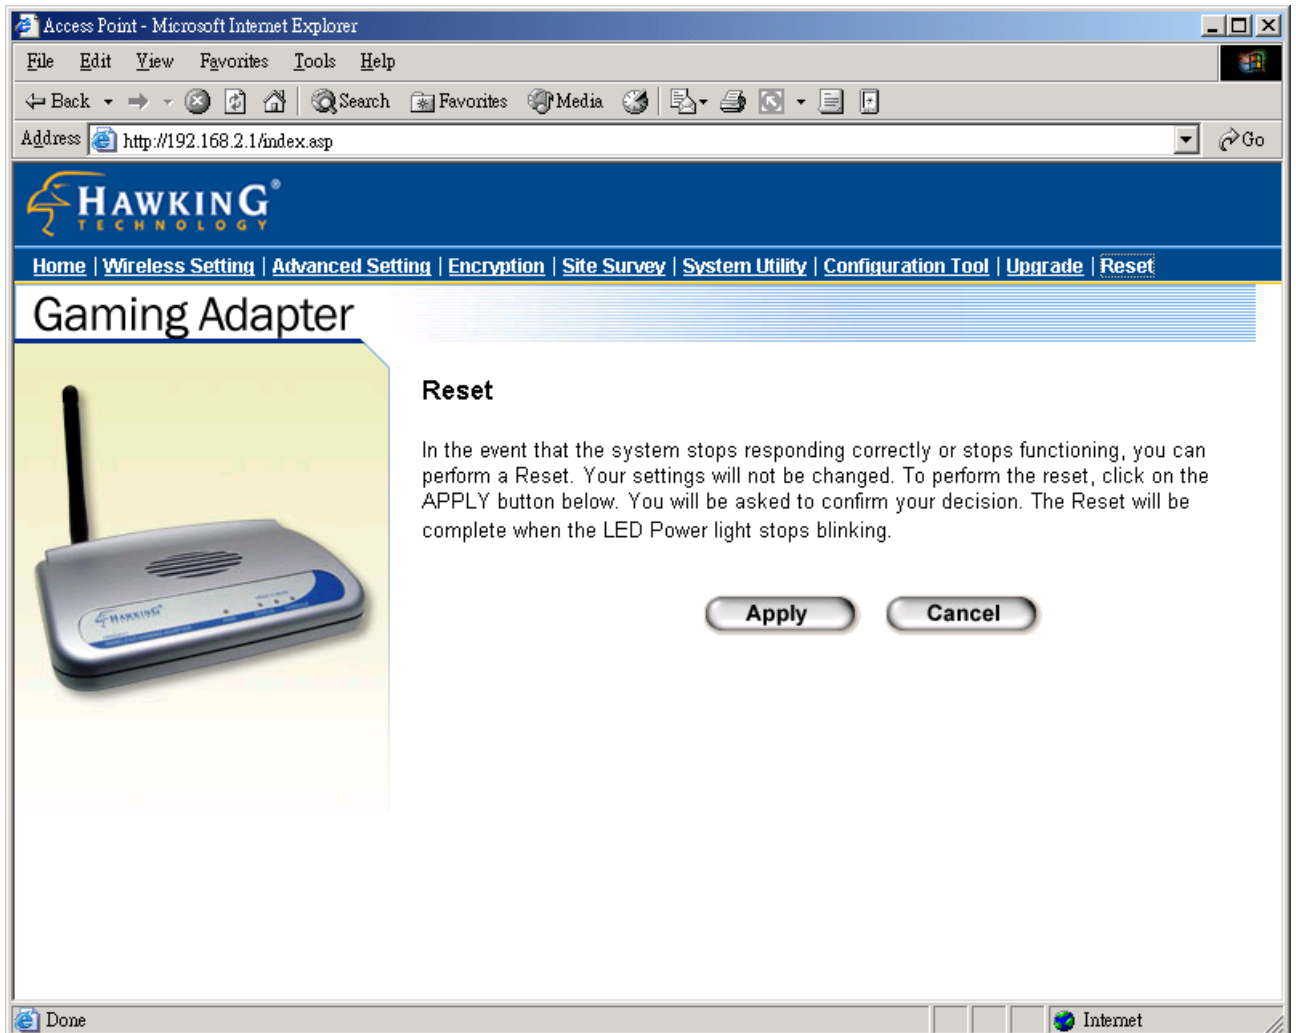 Access Point - Microsoft Internet Explorer
File Edit View Favorites Tools Help
Back Search Favorites Media
Address http://192.168.2.1/index.asp Go
HAWKING®
TECHNOLOGY
Home | Wireless Setting | Advanced Setting | Encryption | Site Survey | System Utility | Configuration Tool | Upgrade | Reset
Gaming Adapter
Reset
In the event that the system stops responding correctly or stops functioning, you can
perform a Reset. Your settings will not be changed. To perform the reset, click on the
APPLY button below. You will be asked to confirm your decision. The Reset will be
complete when the LED Power light stops blinking.
Apply Cancel
HAWKING
Done Internet